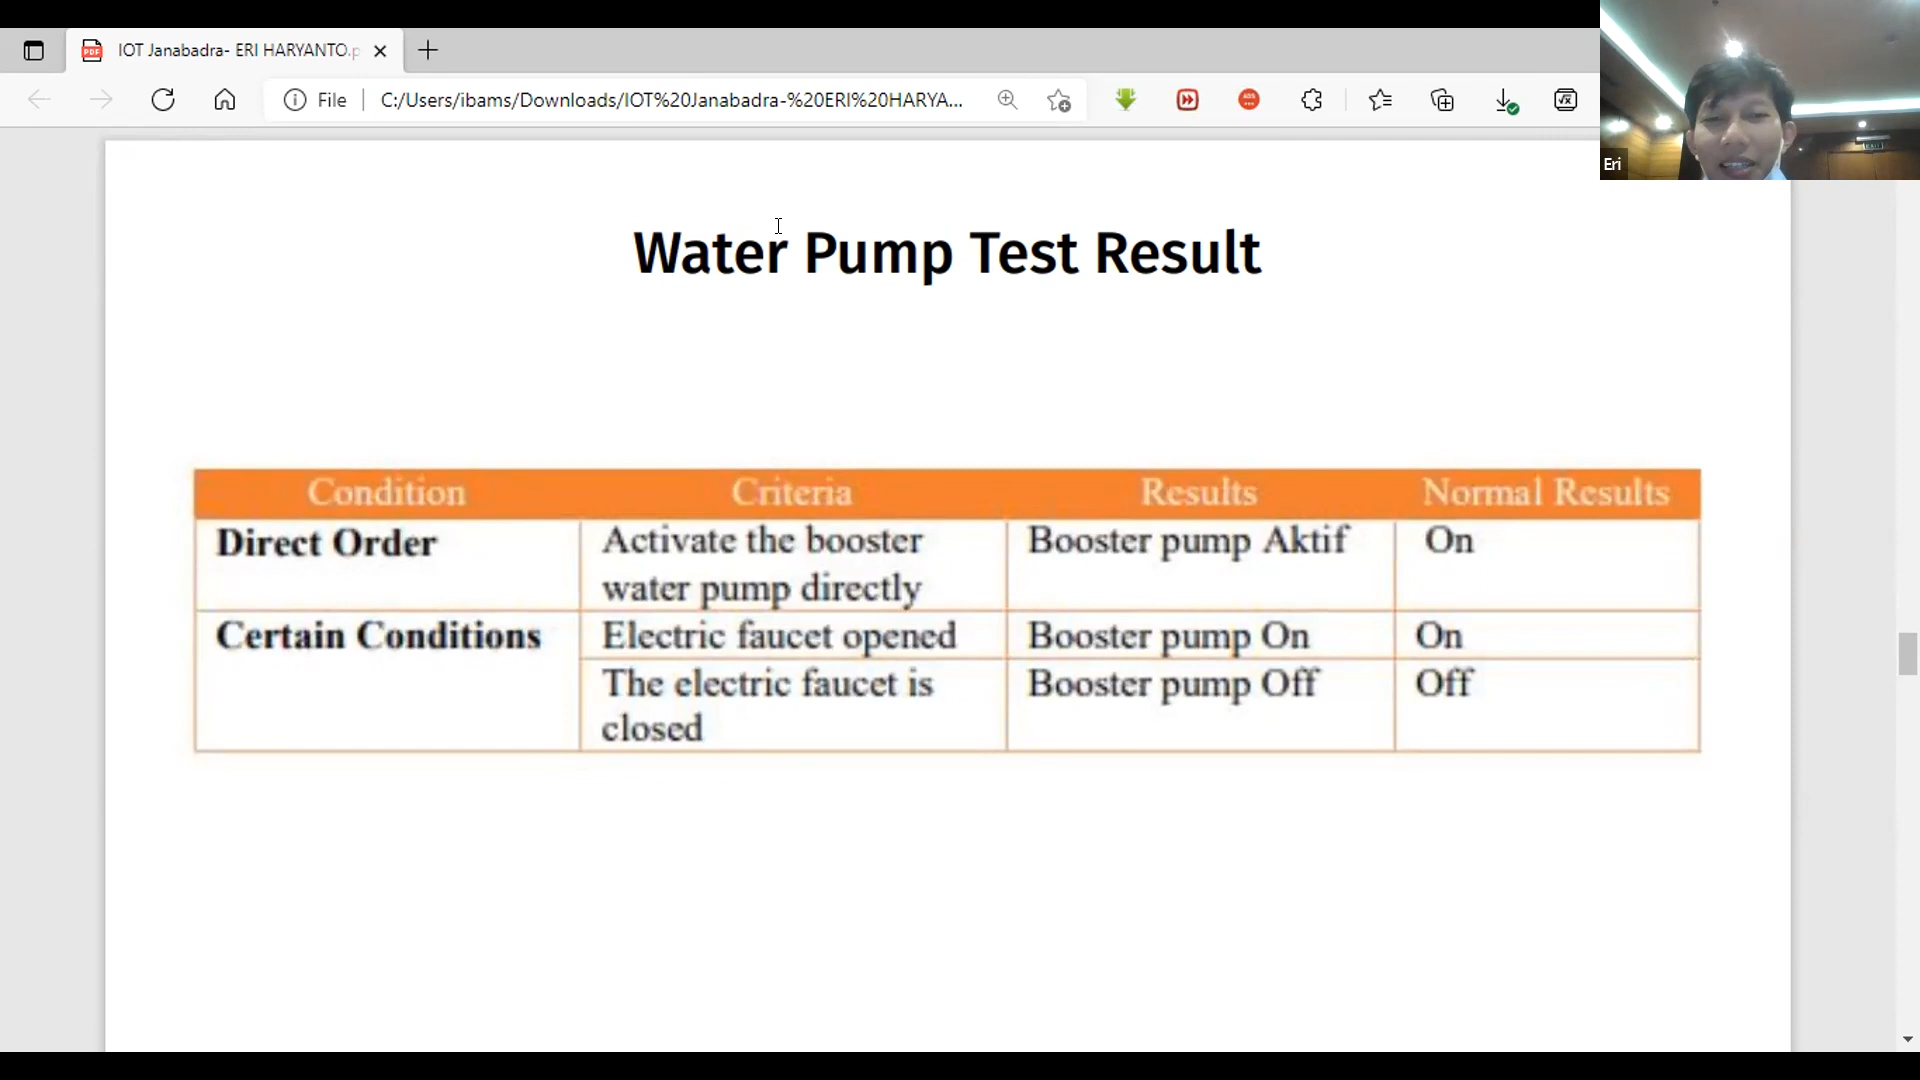 IOT Janabadra- ERI HARYANTO.p
File
C:/Users/ibams/Downloads/IOT%20Janabadra-%20ERI%20HARYA...
Eri
Water Pump Test Result
Condition Criteria Results Normal Results
Direct Order Activate the booster Booster pump Aktif On
water pump directly
Certain Conditions Electric faucet opened Booster pump On On
The electric faucet is Booster pump Off Off
closed